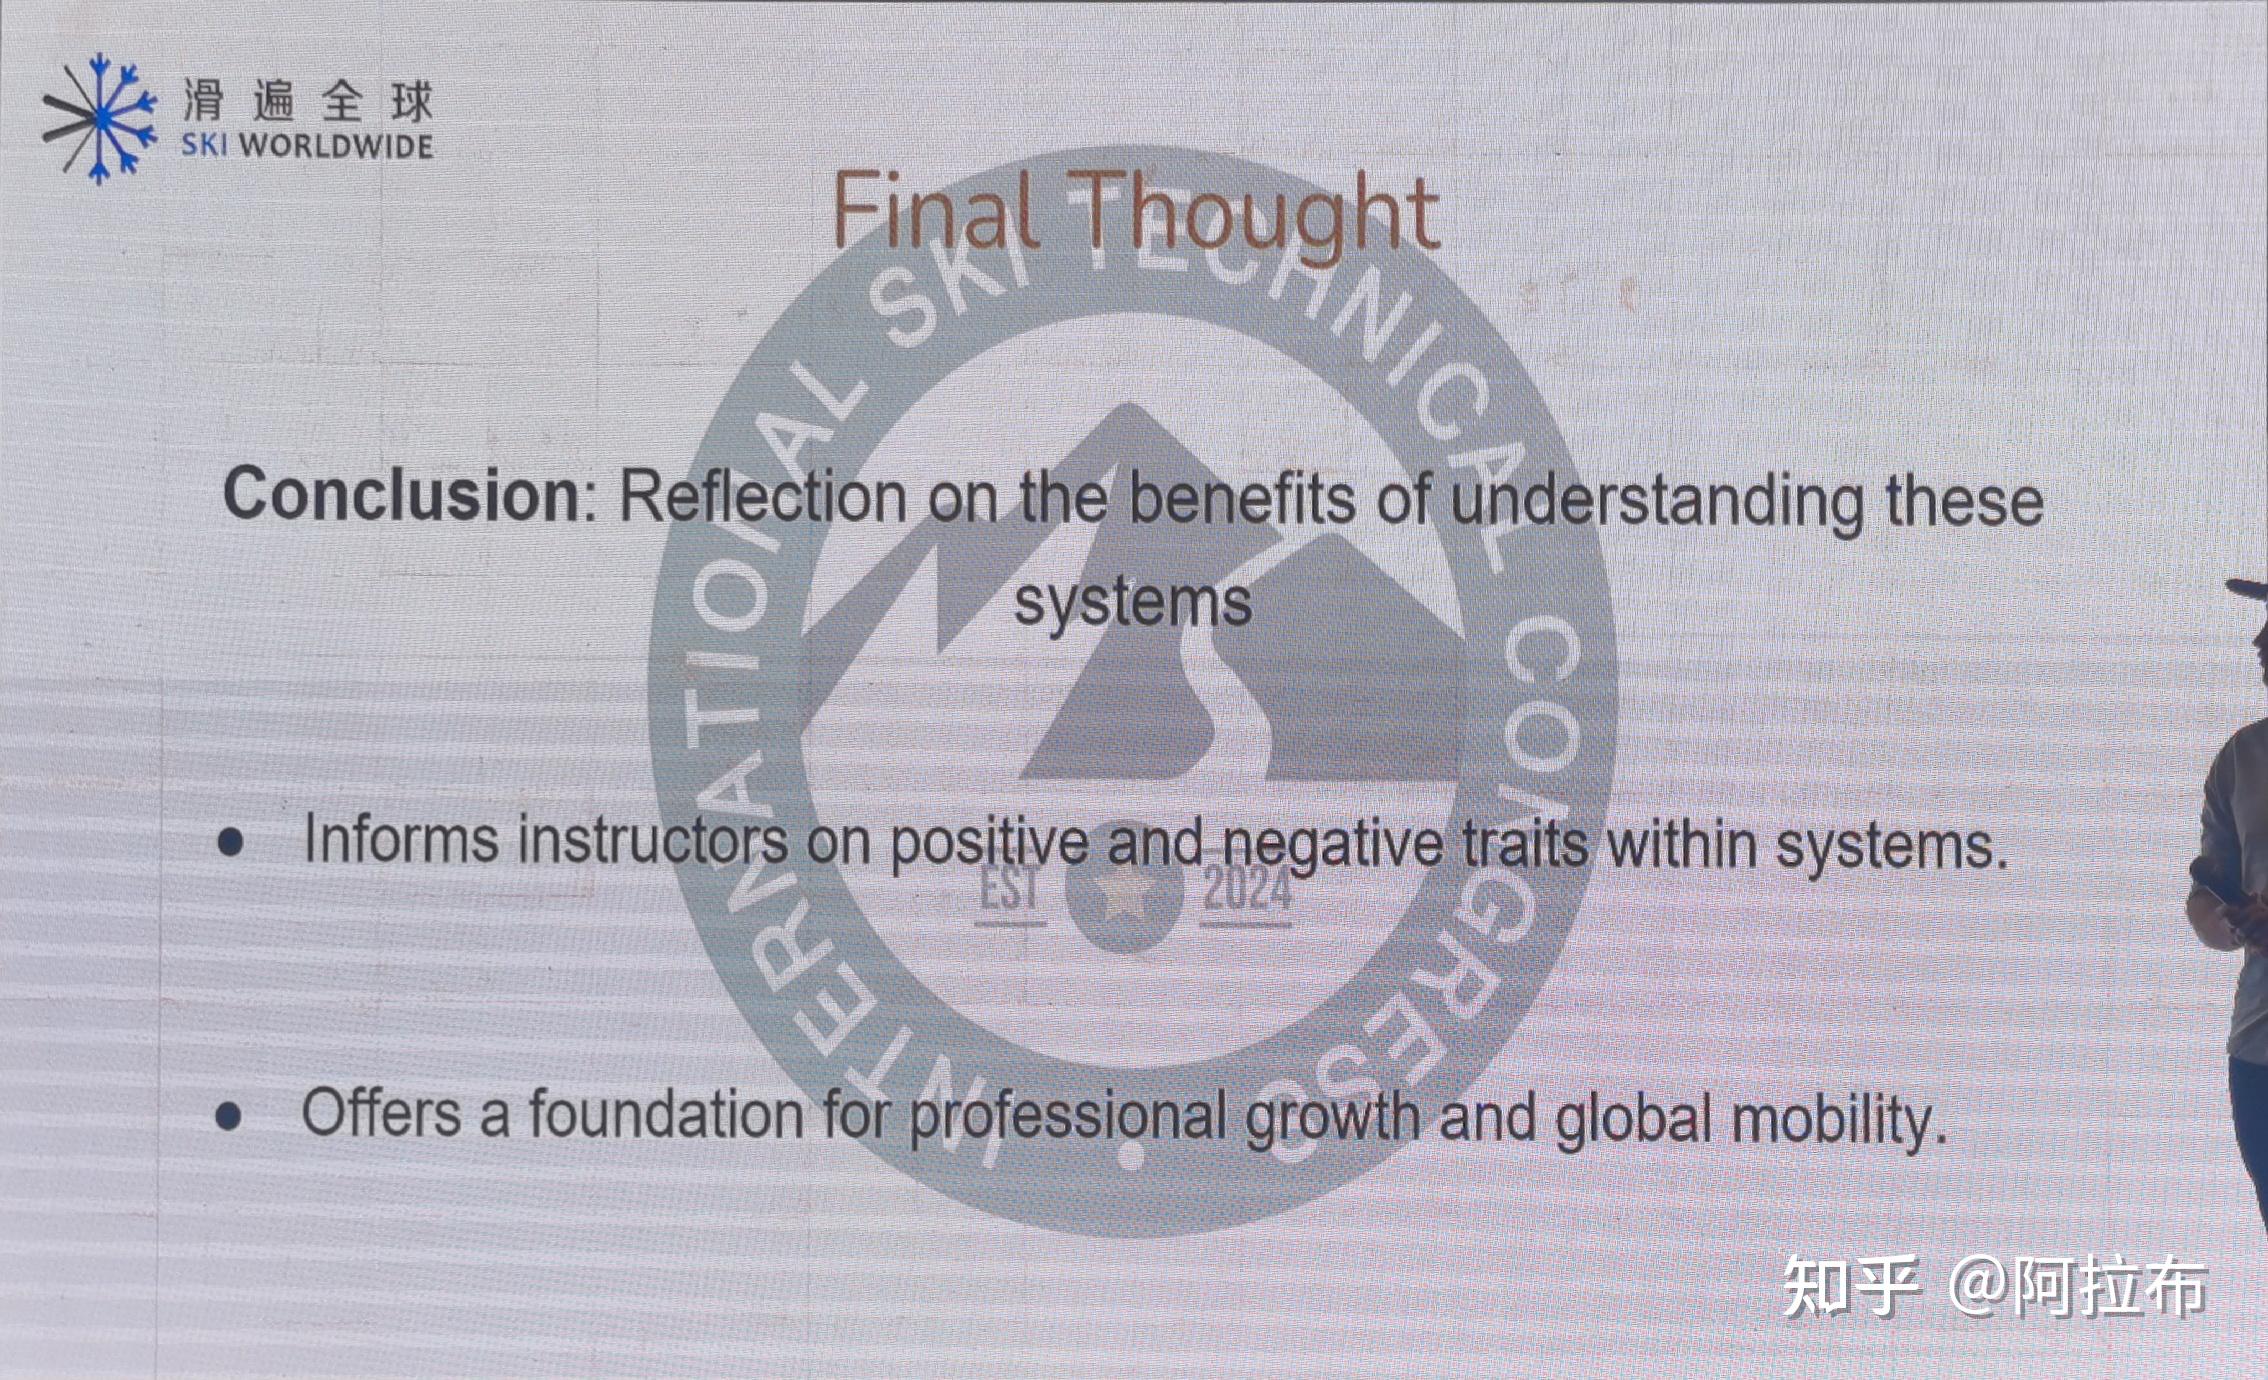 滑遍全球
SKI WORLDWIDE
Final Thought
INTERNATIONAL SKI TECHNICAL CONGRESS
Conclusion: Reflection on the benefits of understanding these
systems
● Informs instructors on positive and negative traits within systems.
EST 2024
● Offers a foundation for professional growth and global mobility.
知乎 @阿拉布